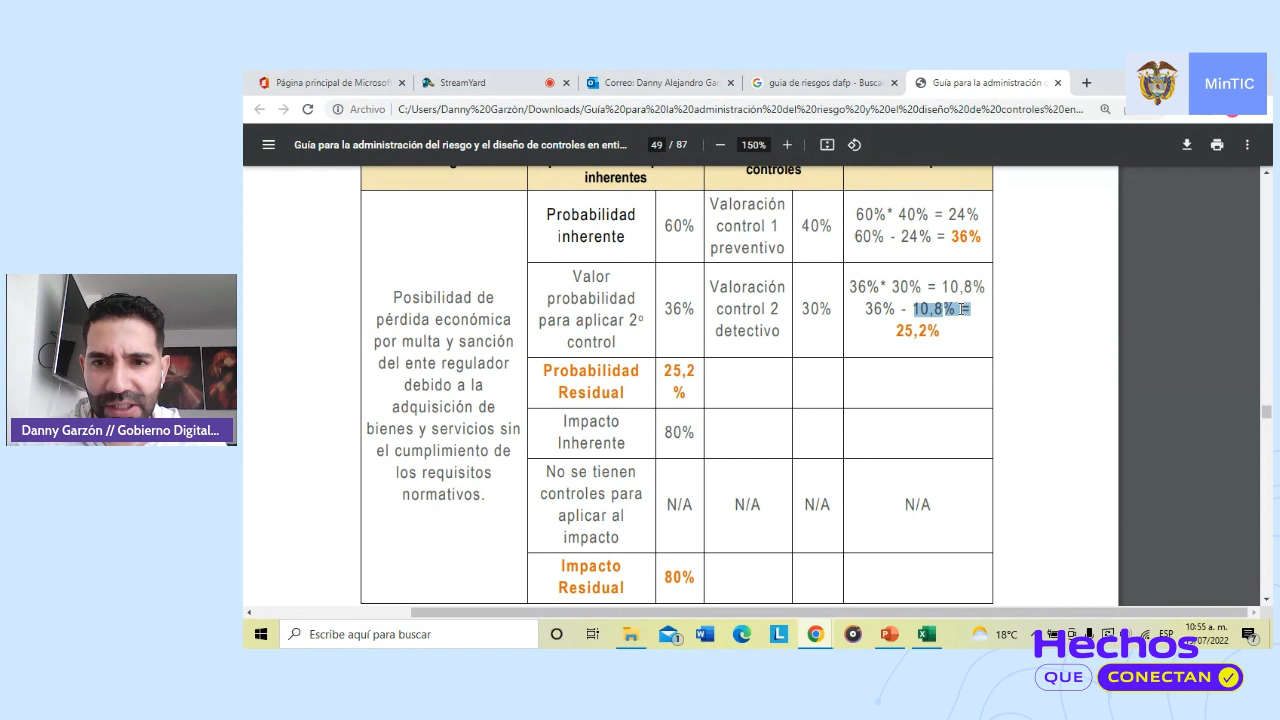 Página principal de Microsof
StreamYard
Correo: Danny Alejandro Gar
guia de riesgos dafp - Busca
Guía para la administración
MinTIC
Archivo
C:/Users/Danny%20Garzón/Downloads/Guía%20para%20la%20administración%20del%20riesgo%20y%20el%20diseño%20de%20controles%20en...
Guía para la administración del riesgo y el diseño de controles en enti...
49 / 87
150%
inherentes
controles
Posibilidad de
pérdida económica
por multa y sanción
del ente regulador
debido a la
adquisición de
bienes y servicios sin
el cumplimiento de
los requisitos
normativos.
Probabilidad
inherente
60%
Valoración
control 1
preventivo
40%
60%* 40% = 24%
60% - 24% = 36%
Valor
probabilidad
para aplicar 2º
control
36%
Valoración
control 2
detectivo
30%
36%* 30% = 10,8%
36% - 10,8% =
25,2%
Probabilidad
Residual
25,2
%
Impacto
Inherente
80%
No se tienen
controles para
aplicar al
impacto
N/A
N/A
N/A
N/A
Impacto
Residual
80%
Danny Garzón // Gobierno Digital...
Escribe aquí para buscar
18°C
ESP
10:55 a. m.
/07/2022
Hechos
QUE
CONECTAN